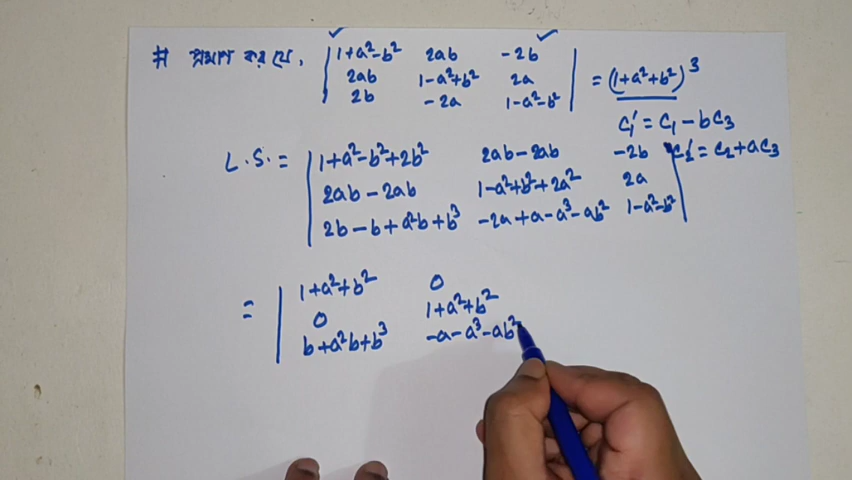 # প্রমাণ কর যে, | 1+a²-b² 2ab -2b |
| 2ab 1-a²+b² 2a | = (1+a²+b²)³
| 2b -2a 1-a²-b² |
C₁' = C₁ - bC₃
C₂' = C₂ + aC₃
L.S. = | 1+a²-b²+2b² 2ab-2ab -2b |
| 2ab-2ab 1-a²+b²+2a² 2a |
| 2b-b+a²b+b³ -2a+a-a³-ab² 1-a²-b² |
= | 1+a²+b² 0
| 0 1+a²+b²
| b+a²b+b³ -a-a³-ab²